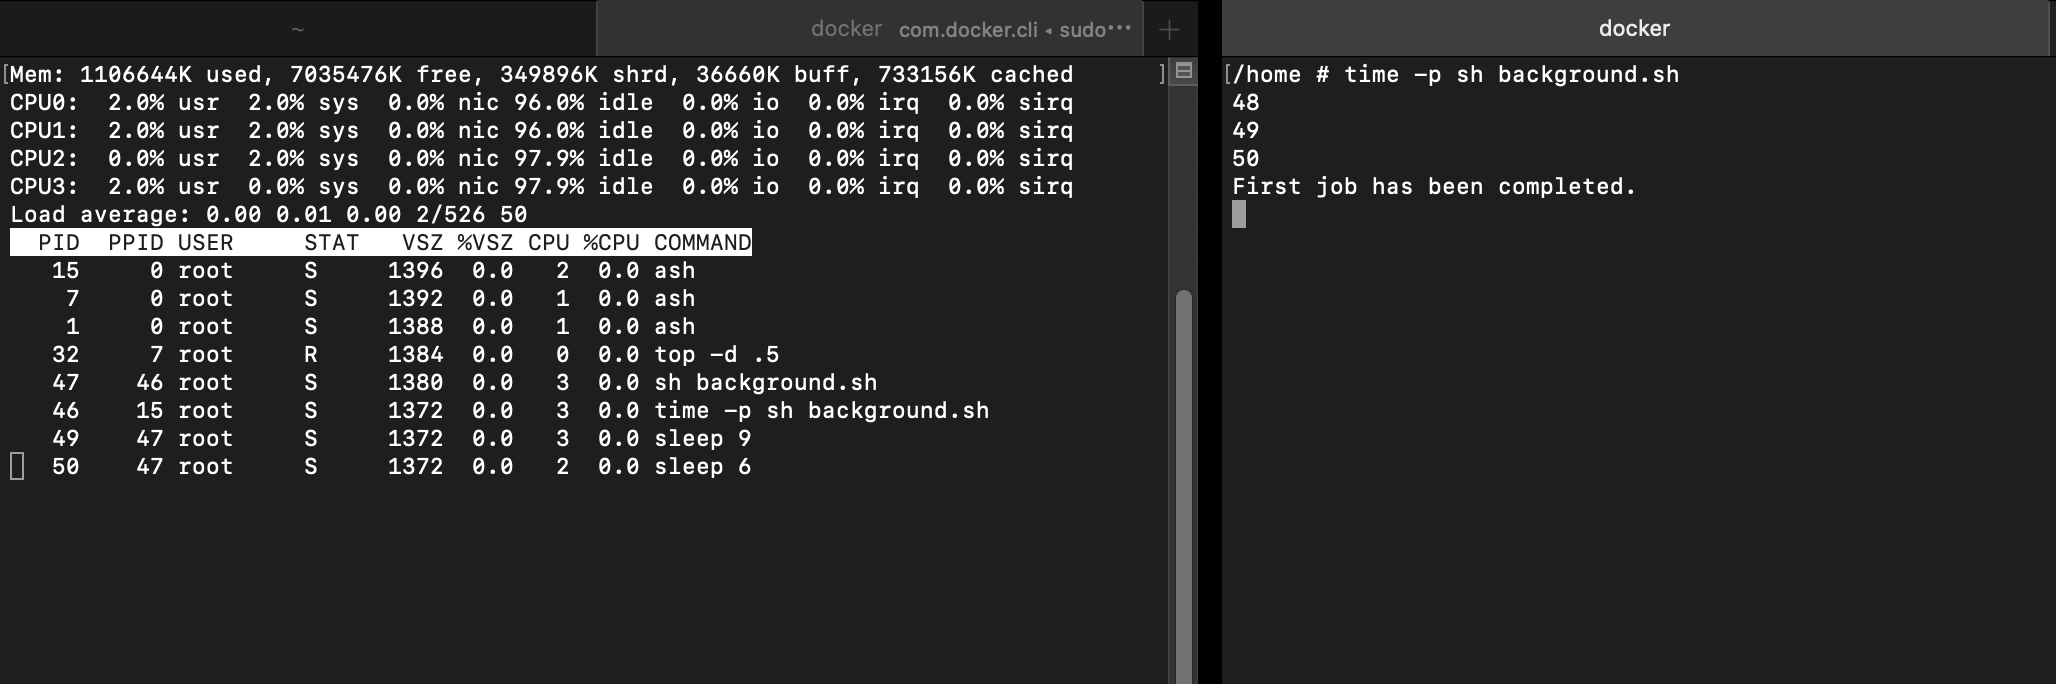 ~
docker com.docker.cli ◂ sudo•••
+
[Mem: 1106644K used, 7035476K free, 349896K shrd, 36660K buff, 733156K cached ]
CPU0:  2.0% usr  2.0% sys  0.0% nic 96.0% idle  0.0% io  0.0% irq  0.0% sirq
CPU1:  2.0% usr  2.0% sys  0.0% nic 96.0% idle  0.0% io  0.0% irq  0.0% sirq
CPU2:  0.0% usr  2.0% sys  0.0% nic 97.9% idle  0.0% io  0.0% irq  0.0% sirq
CPU3:  2.0% usr  0.0% sys  0.0% nic 97.9% idle  0.0% io  0.0% irq  0.0% sirq
Load average: 0.00 0.01 0.00 2/526 50
  PID  PPID USER     STAT   VSZ %VSZ CPU %CPU COMMAND
   15     0 root     S     1396  0.0   2  0.0 ash
    7     0 root     S     1392  0.0   1  0.0 ash
    1     0 root     S     1388  0.0   1  0.0 ash
   32     7 root     R     1384  0.0   0  0.0 top -d .5
   47    46 root     S     1380  0.0   3  0.0 sh background.sh
   46    15 root     S     1372  0.0   3  0.0 time -p sh background.sh
   49    47 root     S     1372  0.0   3  0.0 sleep 9
   50    47 root     S     1372  0.0   2  0.0 sleep 6
docker
[/home # time -p sh background.sh
48
49
50
First job has been completed.